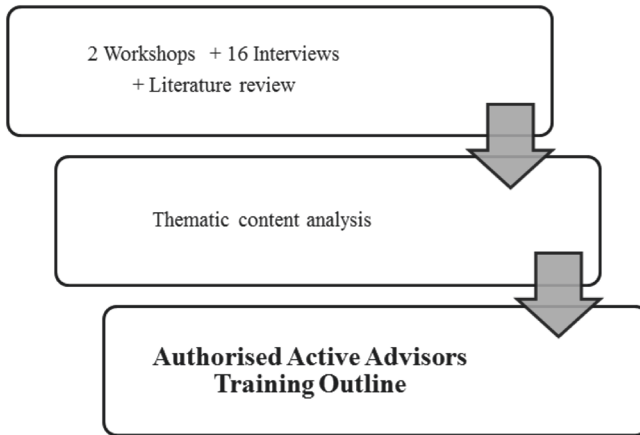 2 Workshops + 16 Interviews
+ Literature review
Thematic content analysis
Authorised Active Advisors
Training Outline